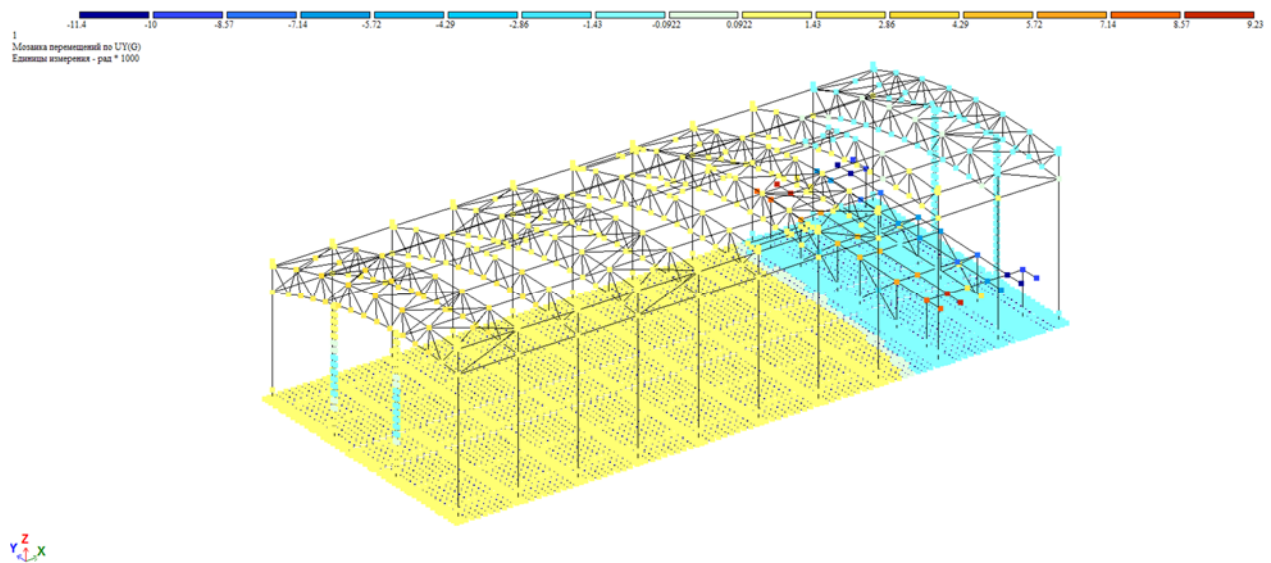 -11.4 -10 -8.57 -7.14 -5.72 -4.29 -2.86 -1.43 -0.0922 0.0922 1.43 2.86 4.29 5.72 7.14 8.57 9.23
1
Мозаика перемещений по UY(G)
Единицы измерения - рад * 1000
Z
Y X